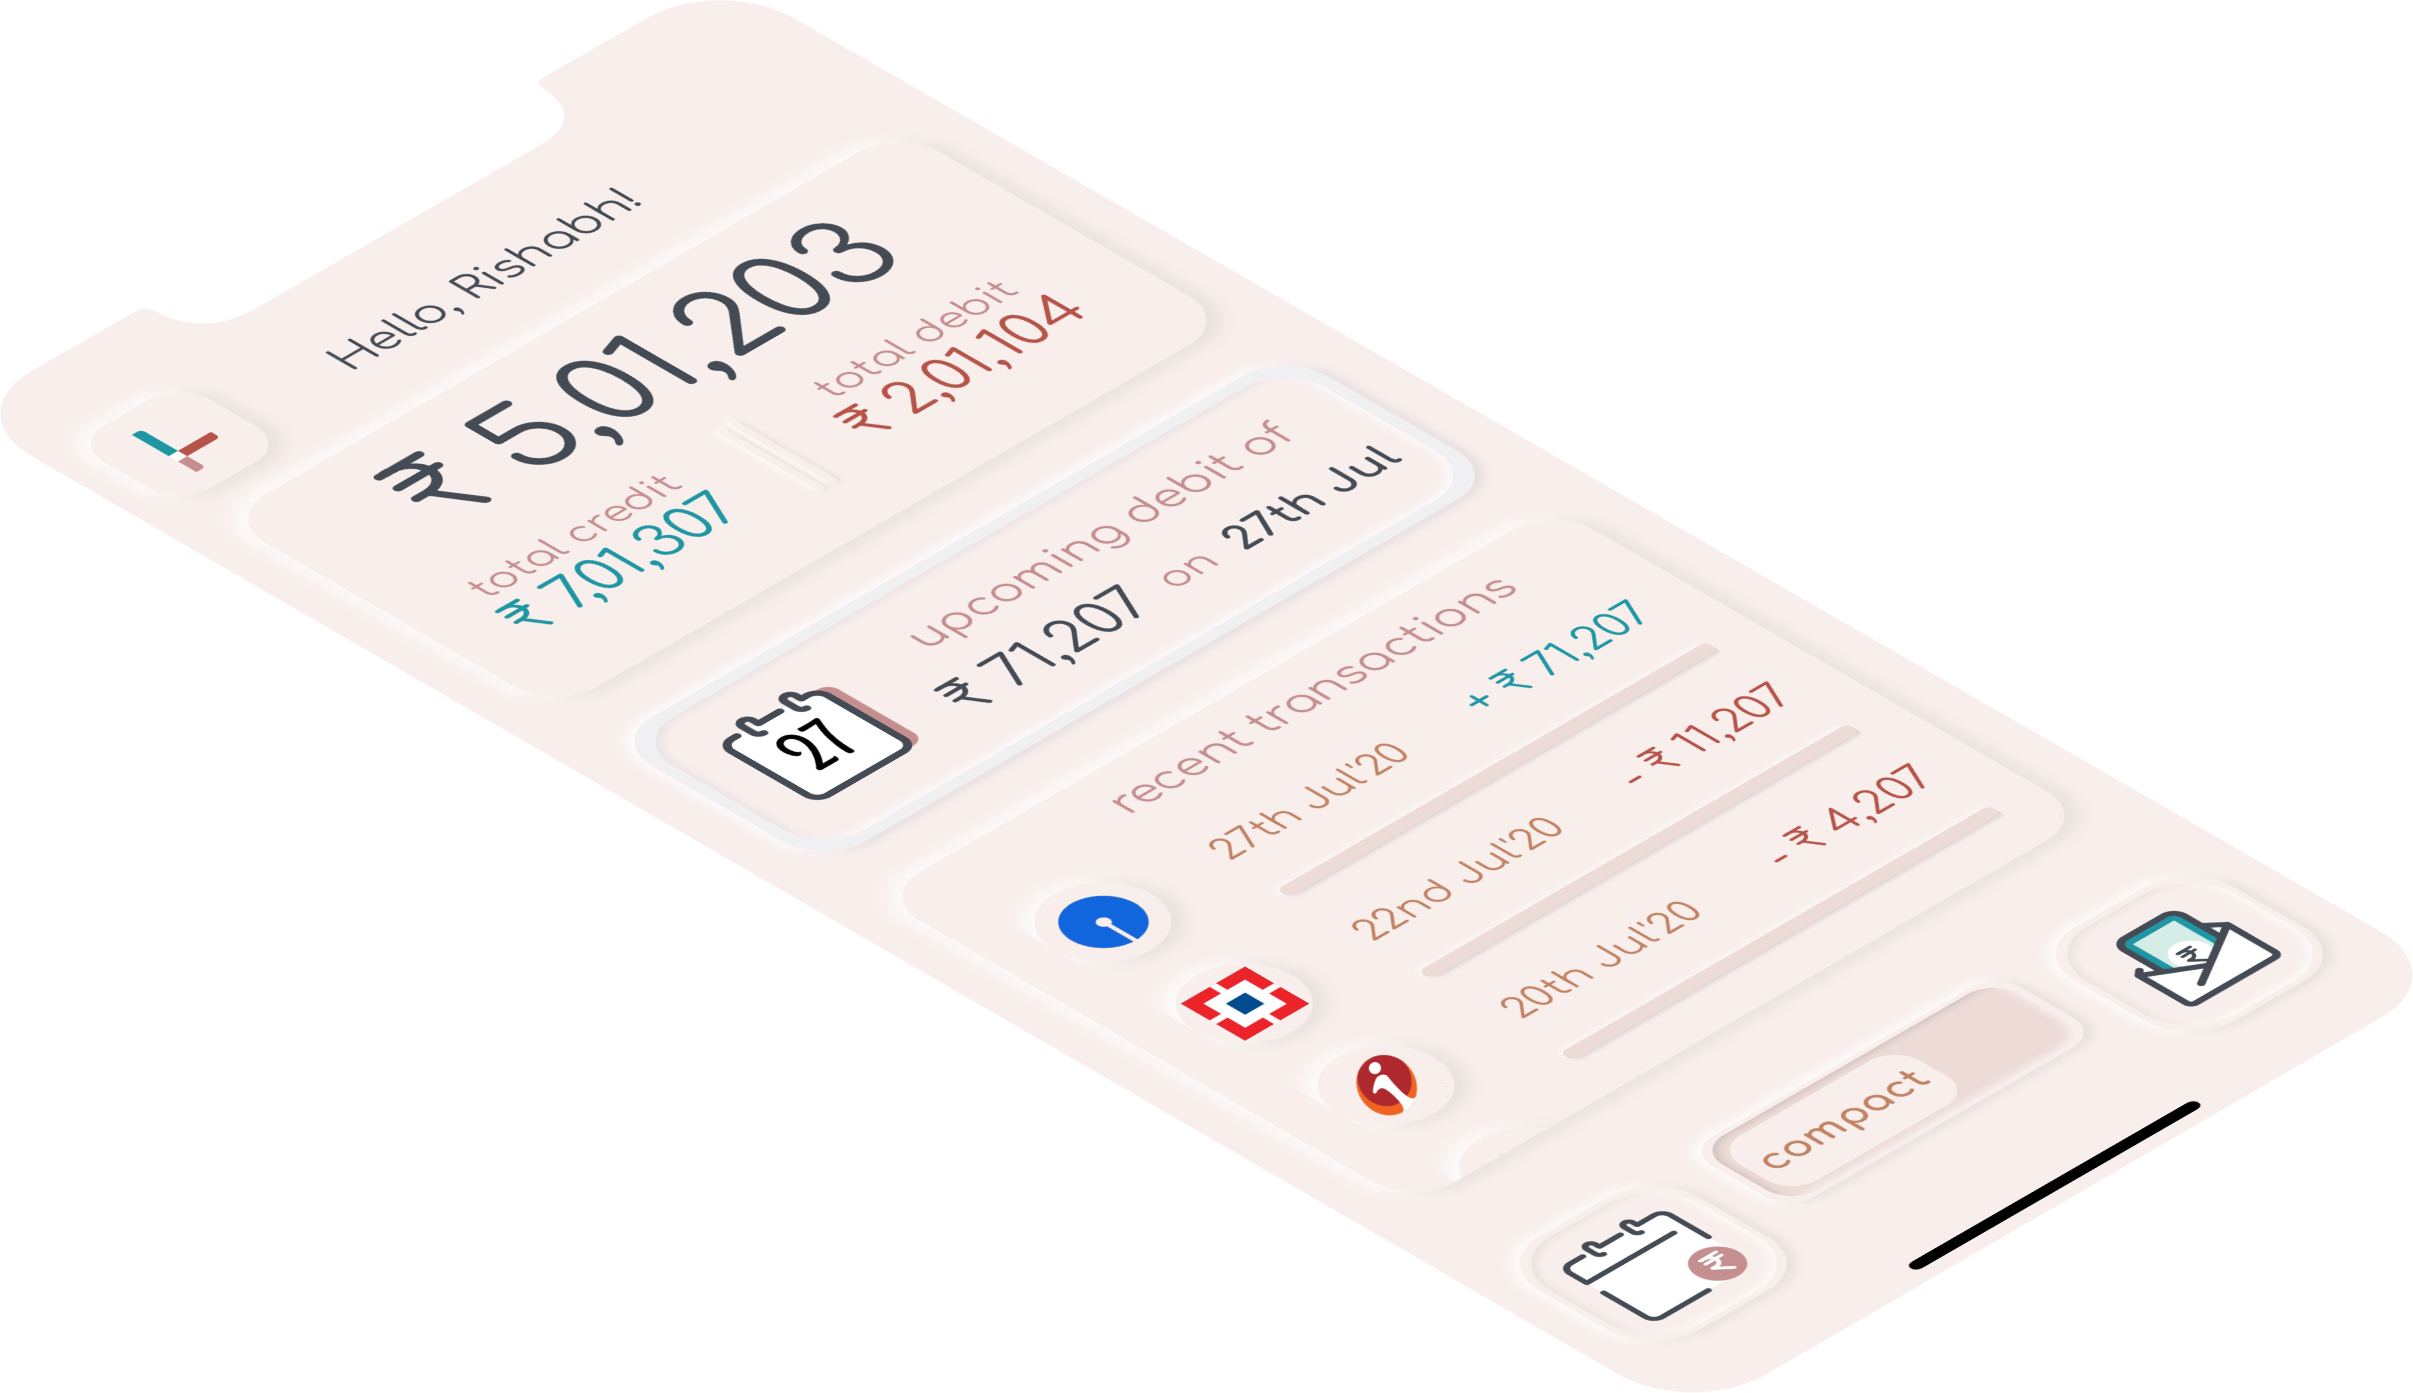 Hello, Rishabh!
₹ 5,01,203
total credit
₹ 7,01,307
total debit
₹ 2,01,104
27
upcoming debit of
₹ 71,207 on 27th Jul
recent transactions
27th Jul'20
+ ₹ 71,207
22nd Jul'20
- ₹ 11,207
20th Jul'20
- ₹ 4,207
₹
compact
₹